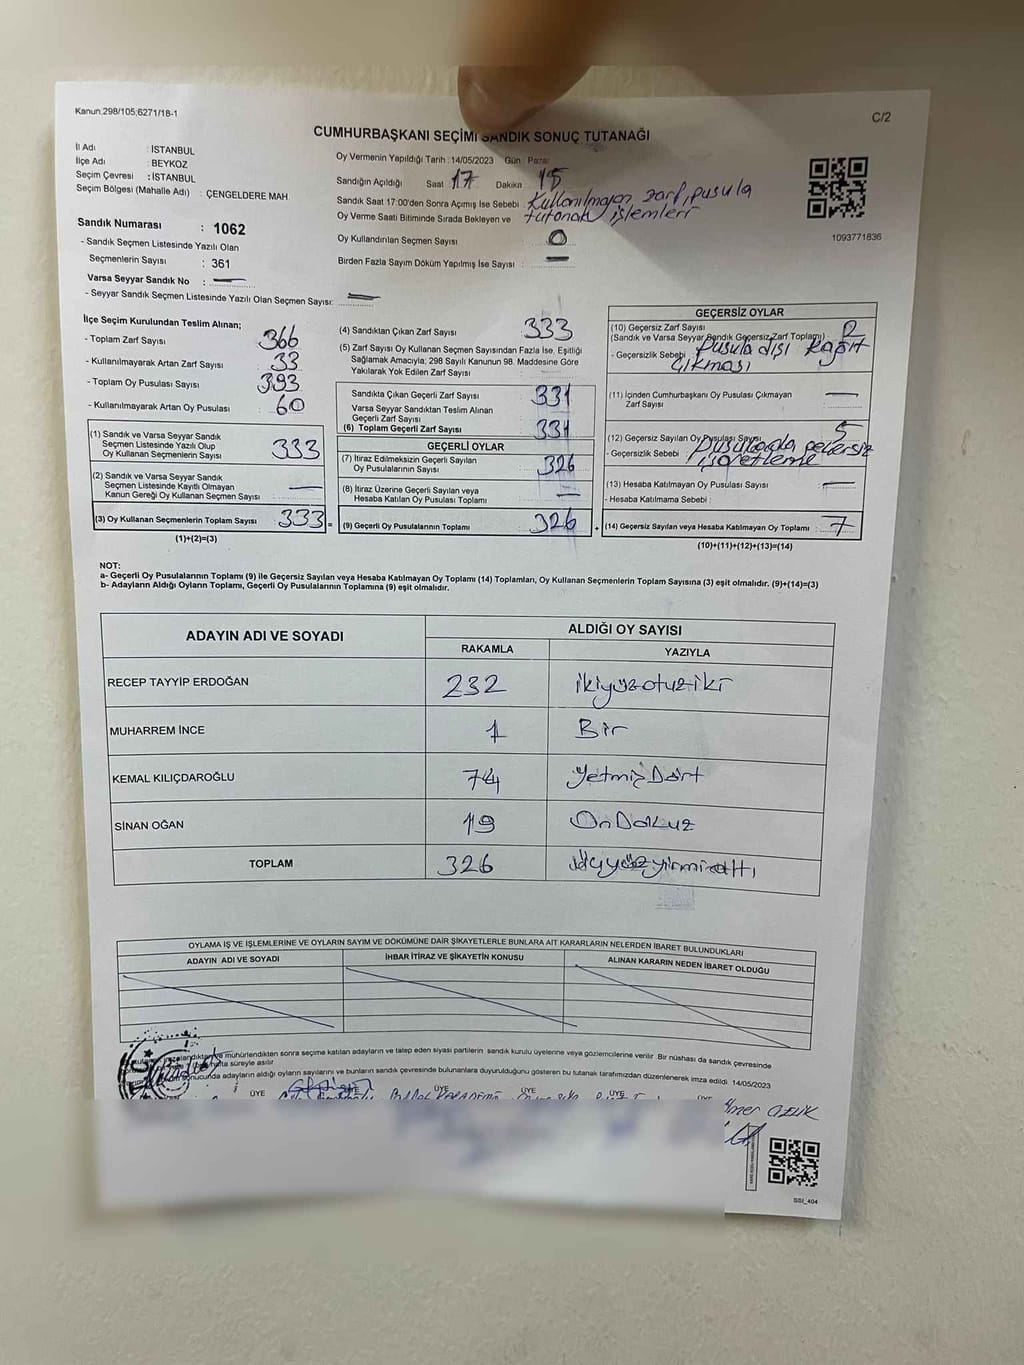 Kanun:298/105;6271/18-1
C/2
CUMHURBAŞKANI SEÇİMİ SANDIK SONUÇ TUTANAĞI
İl Adı : İSTANBUL
İlçe Adı : BEYKOZ
Seçim Çevresi : İSTANBUL
Seçim Bölgesi (Mahalle Adı) : ÇENGELDERE MAH.
Oy Vermenin Yapıldığı Tarih : 14/05/2023 Gün : Pazar
Sandığın Açıldığı Saat 17 Dakika 15
Sandık Saat 17:00'den Sonra Açımış İse Sebebi : Kullanılmayan zarf, pusula
tutanak işlemleri
Oy Verme Saati Bitiminde Sırada Bekleyen ve
Oy Kullandırılan Seçmen Sayısı 0
Birden Fazla Sayım Döküm Yapılmış İse Sayısı : —
1093771836
Sandık Numarası : 1062
- Sandık Seçmen Listesinde Yazılı Olan
Seçmenlerin Sayısı : 361
Varsa Seyyar Sandık No : —
- Seyyar Sandık Seçmen Listesinde Yazılı Olan Seçmen Sayısı: —
İlçe Seçim Kurulundan Teslim Alınan;
- Toplam Zarf Sayısı : 366
- Kullanılmayarak Artan Zarf Sayısı : 33
- Toplam Oy Pusulası Sayısı : 393
- Kullanılmayarak Artan Oy Pusulası : 60
(1) Sandık ve Varsa Seyyar Sandık
Seçmen Listesinde Yazılı Olup
Oy Kullanan Seçmenlerin Sayısı : 333
(2) Sandık ve Varsa Seyyar Sandık
Seçmen Listesinde Kayıtlı Olmayan
Kanun Gereği Oy Kullanan Seçmen Sayısı : —
(3) Oy Kullanan Seçmenlerin Toplam Sayısı : 333 =
(1)+(2)=(3)
(4) Sandıktan Çıkan Zarf Sayısı : 333
(5) Zarf Sayısı Oy Kullanan Seçmen Sayısından Fazla İse, Eşitliği
Sağlamak Amacıyla; 298 Sayılı Kanunun 98. Maddesine Göre
Yakılarak Yok Edilen Zarf Sayısı
Sandıkta Çıkan Geçerli Zarf Sayısı : 331
Varsa Seyyar Sandıktan Teslim Alınan
Geçerli Zarf Sayısı
(6) Toplam Geçerli Zarf Sayısı : 331
GEÇERLİ OYLAR
(7) İtiraz Edilmeksizin Geçerli Sayılan
Oy Pusulalarının Sayısı : 326
(8) İtiraz Üzerine Geçerli Sayılan veya
Hesaba Katılan Oy Pusulası Toplamı : —
(9) Geçerli Oy Pusulalarının Toplamı : 326 +
GEÇERSİZ OYLAR
(10) Geçersiz Zarf Sayısı
(Sandık ve Varsa Seyyar Sandık Geçersiz Zarf Toplamı) : 2
- Geçersizlik Sebebi : Pusula dışı kağıt
çıkması
(11) İçinden Cumhurbaşkanı Oy Pusulası Çıkmayan
Zarf Sayısı —
(12) Geçersiz Sayılan Oy Pusulası Sayısı 5
- Geçersizlik Sebebi Pusulada geçersiz
işaretleme
(13) Hesaba Katılmayan Oy Pusulası Sayısı : —
- Hesaba Katılmama Sebebi :
(14) Geçersiz Sayılan veya Hesaba Katılmayan Oy Toplamı : 7
(10)+(11)+(12)+(13)=(14)
NOT:
a- Geçerli Oy Pusulalarının Toplamı (9) ile Geçersiz Sayılan veya Hesaba Katılmayan Oy Toplamı (14) Toplamları, Oy Kullanan Seçmenlerin Toplam Sayısına (3) eşit olmalıdır. (9)+(14)=(3)
b- Adayların Aldığı Oyların Toplamı, Geçerli Oy Pusulalarının Toplamına (9) eşit olmalıdır.
ADAYIN ADI VE SOYADI ALDIĞI OY SAYISI
RAKAMLA YAZIYLA
RECEP TAYYİP ERDOĞAN 232 ikiyüzotuziki
MUHARREM İNCE 1 Bir
KEMAL KILIÇDAROĞLU 74 YetmişDört
SİNAN OĞAN 19 OnDokuz
TOPLAM 326 üçyüzyirmialtı
OYLAMA İŞ VE İŞLEMLERİNE VE OYLARIN SAYIM VE DÖKÜMÜNE DAİR ŞİKAYETLERLE BUNLARA AİT KARARLARIN NELERDEN İBARET BULUNDUKLARI
ADAYIN ADI VE SOYADI İHBAR İTİRAZ VE ŞİKAYETİN KONUSU ALINAN KARARIN NEDEN İBARET OLDUĞU
mühürlendikten sonra seçime katılan adayların ve talep eden siyasi partilerin sandık kurulu üyelerine veya gözlemcilerine verilir. Bir nüshası da sandık çevresinde
süreyle asılır.
sonucunda adayların aldığı oyların sayısını ve bunların sandık çevresinde bulunanlara duyurulduğunu gösteren bu tutanak tarafımızdan düzenlenerek imza edildi. 14/05/2023
ÜYE ÜYE ÜYE ÜYE
SSI_404